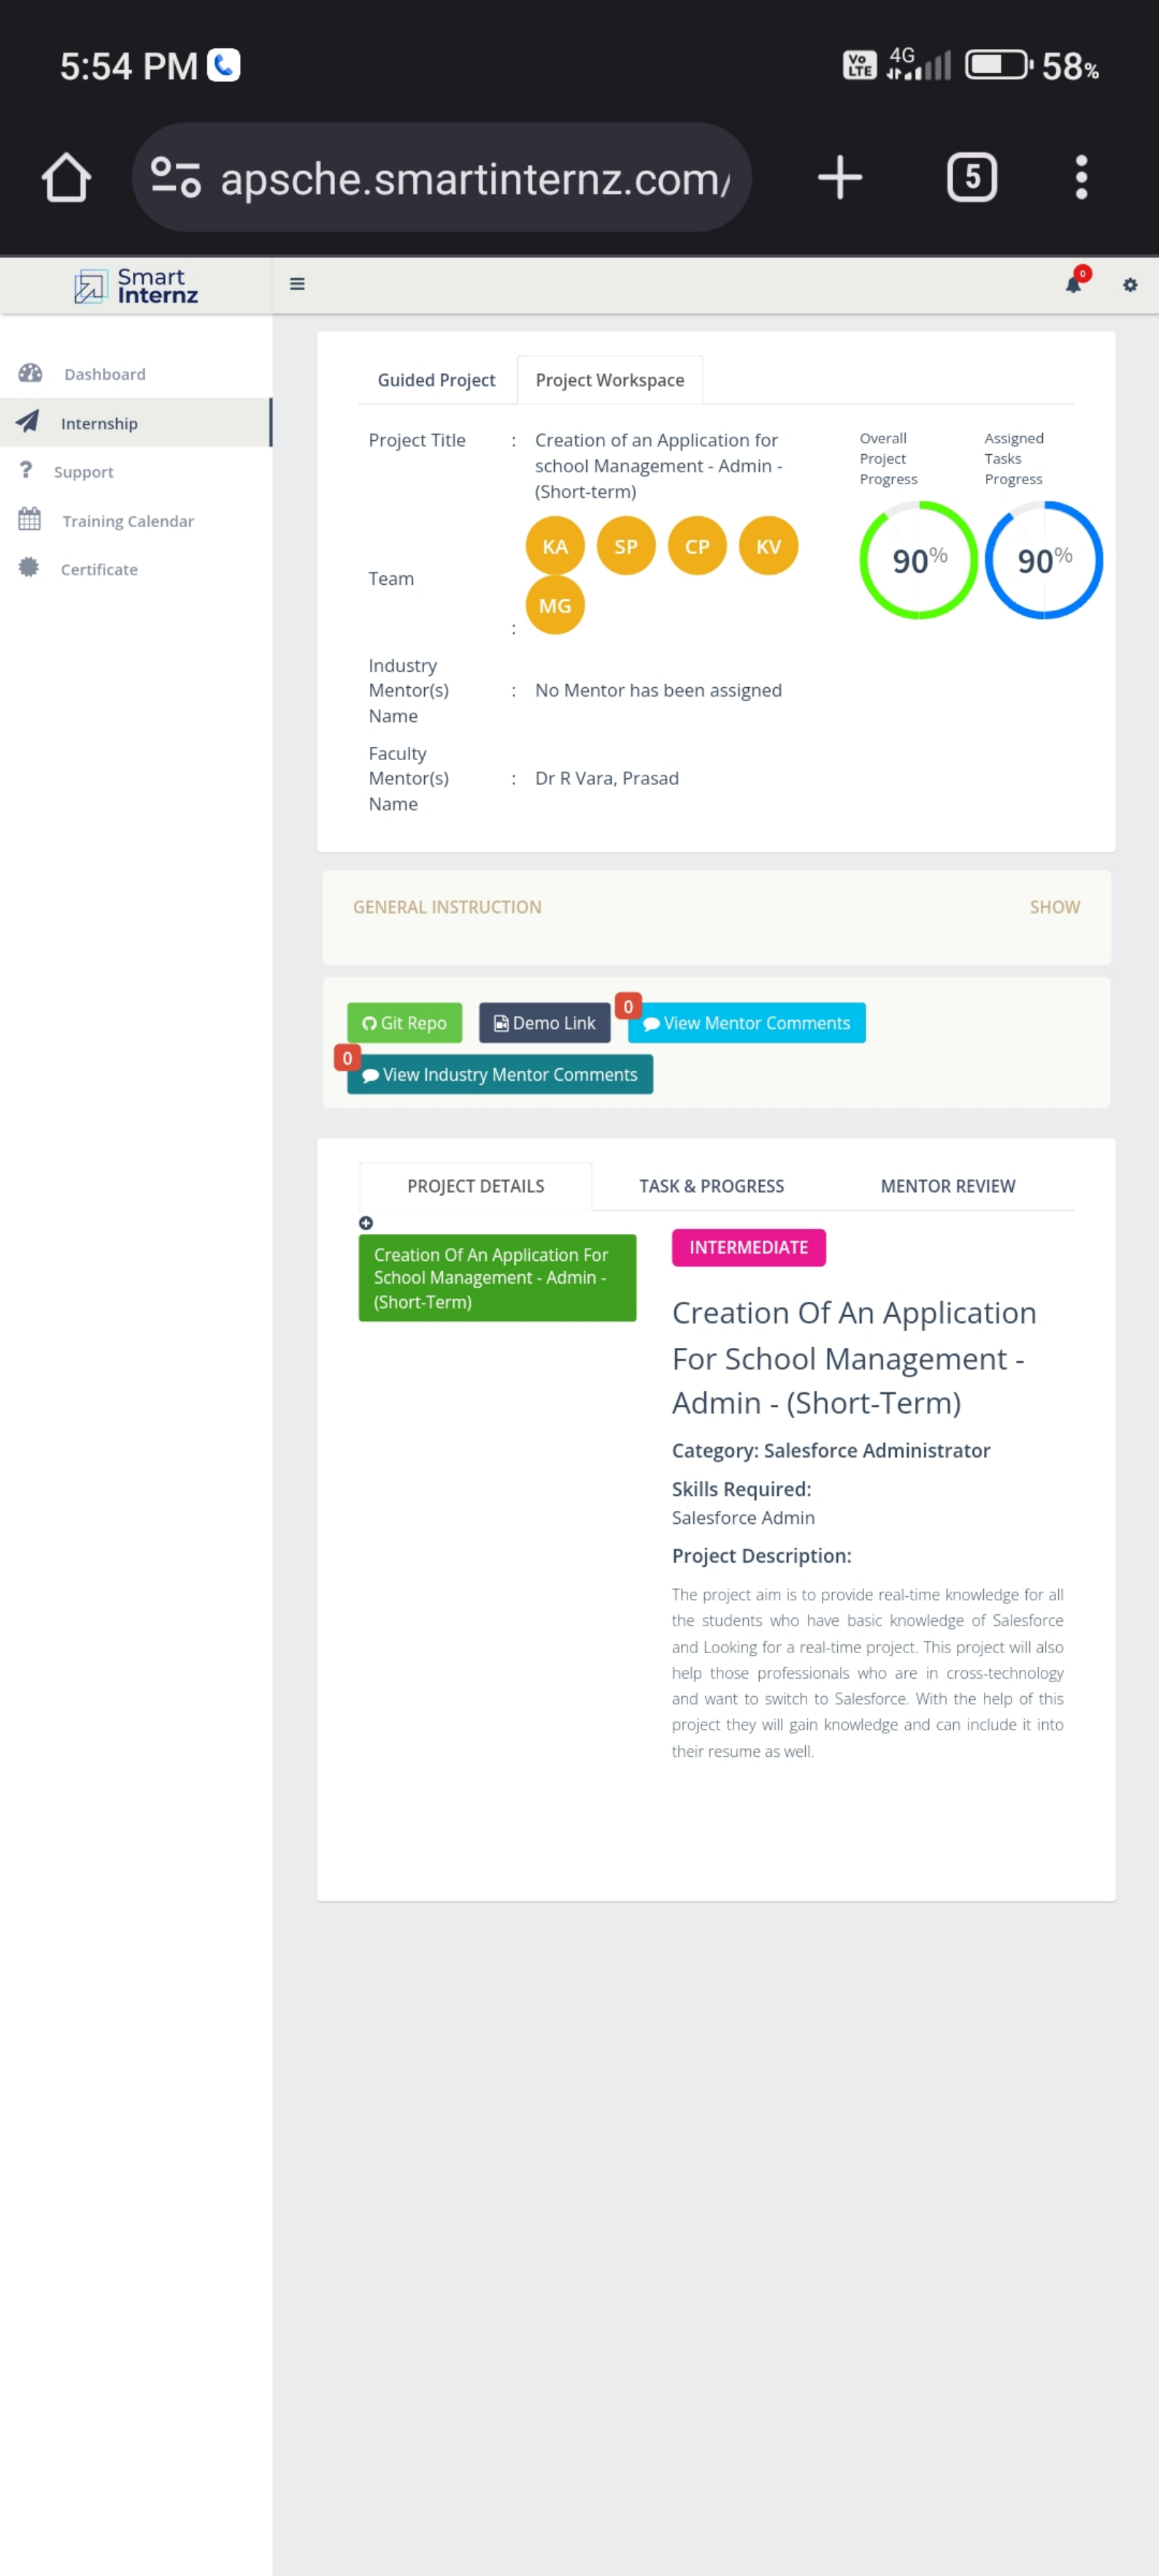 5:54 PM
Vo LTE 4G 58%
apsche.smartinternz.com/
5
Smart
Internz
0
Dashboard
Internship
Support
Training Calendar
Certificate
Guided Project
Project Workspace
Project Title : Creation of an Application for
school Management - Admin -
(Short-term)
Overall
Project
Progress
Assigned
Tasks
Progress
90%
90%
Team :
KA SP CP KV
MG
Industry
Mentor(s)
Name
: No Mentor has been assigned
Faculty
Mentor(s)
Name
: Dr R Vara, Prasad
GENERAL INSTRUCTION
SHOW
Git Repo
Demo Link
0
View Mentor Comments
0
View Industry Mentor Comments
PROJECT DETAILS
TASK & PROGRESS
MENTOR REVIEW
Creation Of An Application For
School Management - Admin -
(Short-Term)
INTERMEDIATE
Creation Of An Application
For School Management -
Admin - (Short-Term)
Category: Salesforce Administrator
Skills Required:
Salesforce Admin
Project Description:
The project aim is to provide real-time knowledge for all
the students who have basic knowledge of Salesforce
and Looking for a real-time project. This project will also
help those professionals who are in cross-technology
and want to switch to Salesforce. With the help of this
project they will gain knowledge and can include it into
their resume as well.